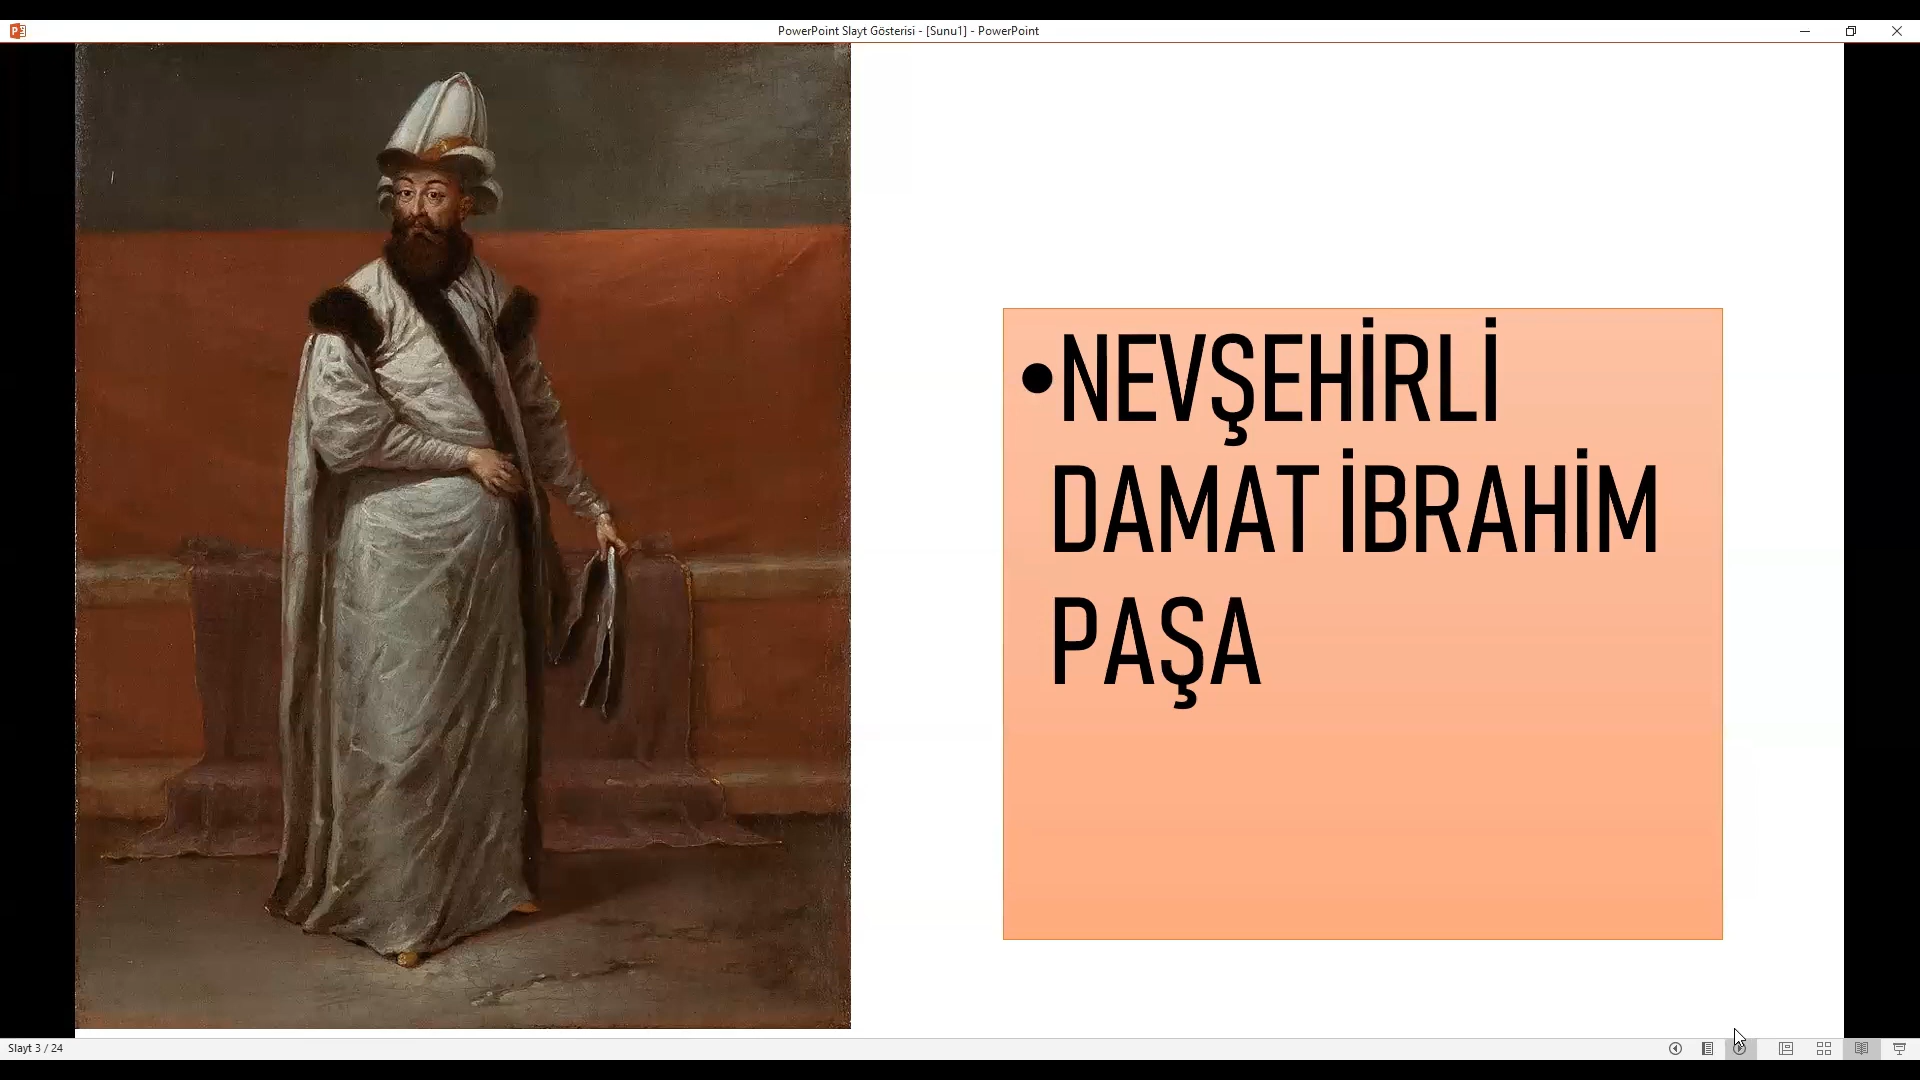 PowerPoint Slayt Gösterisi - [Sunu1] - PowerPoint
•NEVŞEHİRLİ
DAMAT İBRAHİM
PAŞA
Slayt 3 / 24